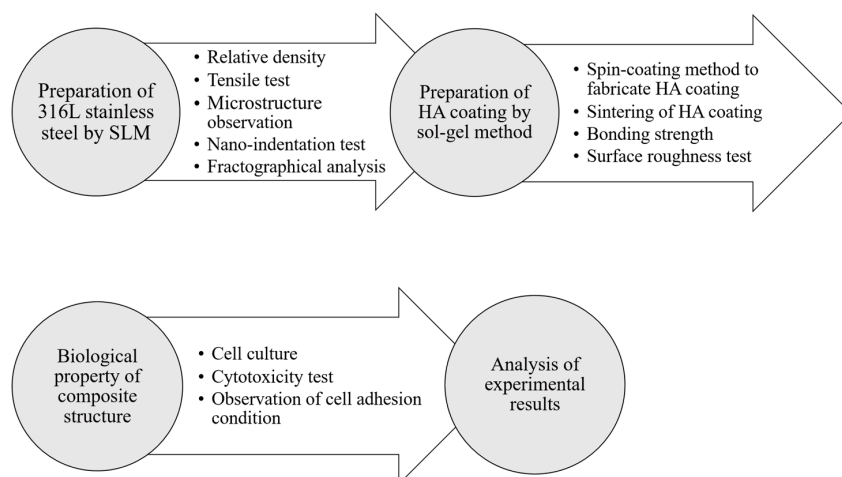 Preparation of
316L stainless
steel by SLM
• Relative density
• Tensile test
• Microstructure
observation
• Nano-indentation test
• Fractographical analysis
Preparation of
HA coating by
sol-gel method
• Spin-coating method to
fabricate HA coating
• Sintering of HA coating
• Bonding strength
• Surface roughness test
Biological
property of
composite
structure
• Cell culture
• Cytotoxicity test
• Observation of cell adhesion
condition
Analysis of
experimental
results